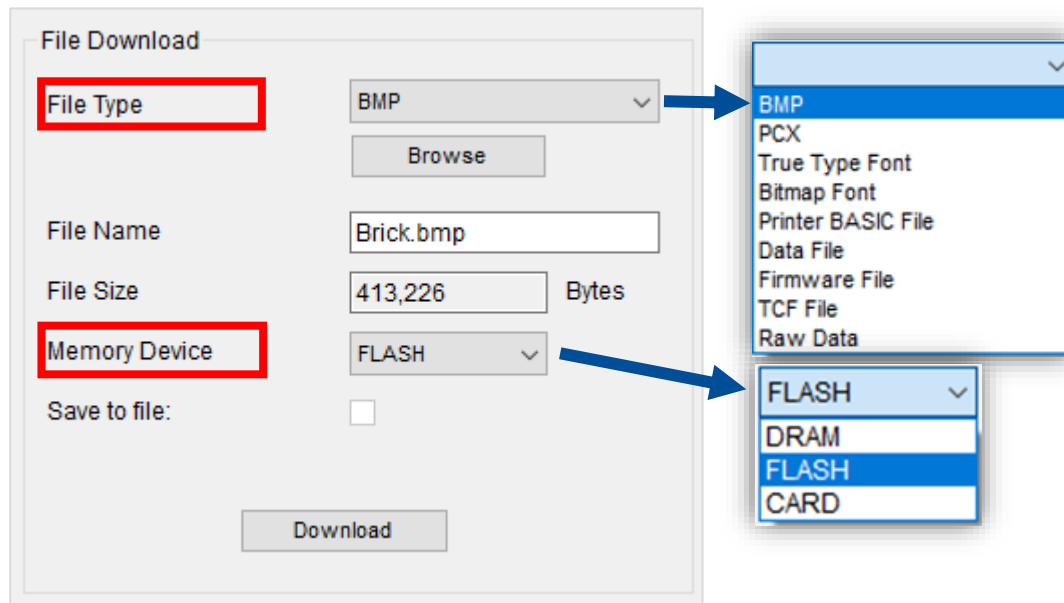 File Download
File Type
BMP
Browse
File Name
Brick.bmp
File Size
413,226
Bytes
Memory Device
FLASH
Save to file:
Download
BMP
PCX
True Type Font
Bitmap Font
Printer BASIC File
Data File
Firmware File
TCF File
Raw Data
FLASH
DRAM
FLASH
CARD